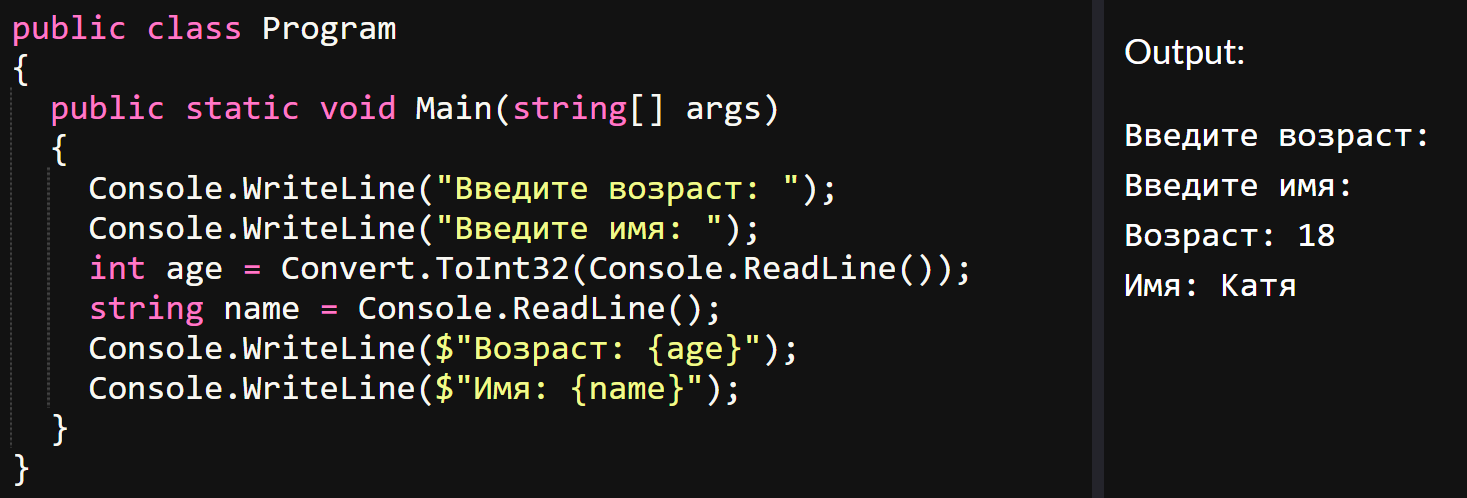 public class Program
{
public static void Main(string[] args)
{
Console.WriteLine("Введите возраст: ");
Console.WriteLine("Введите имя: ");
int age = Convert.ToInt32(Console.ReadLine());
string name = Console.ReadLine();
Console.WriteLine($"Возраст: {age}");
Console.WriteLine($"Имя: {name}");
}
}
Output:
Введите возраст:
Введите имя:
Возраст: 18
Имя: Катя